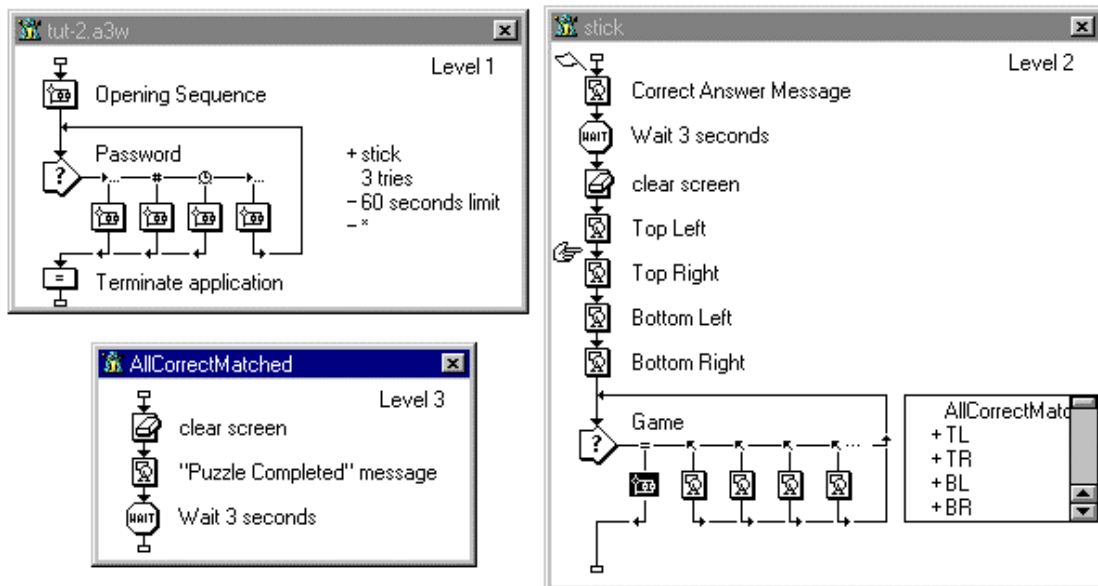 tut-2.a3w
Level 1
Opening Sequence
Password
+ stick
3 tries
- 60 seconds limit
- *
?
#
=
Terminate application
AllCorrectMatched
Level 3
clear screen
"Puzzle Completed" message
WAIT
Wait 3 seconds
stick
Level 2
Correct Answer Message
WAIT
Wait 3 seconds
clear screen
Top Left
Top Right
Bottom Left
Bottom Right
Game
?
=
AllCorrectMatc
+ TL
+ TR
+ BL
+ BR